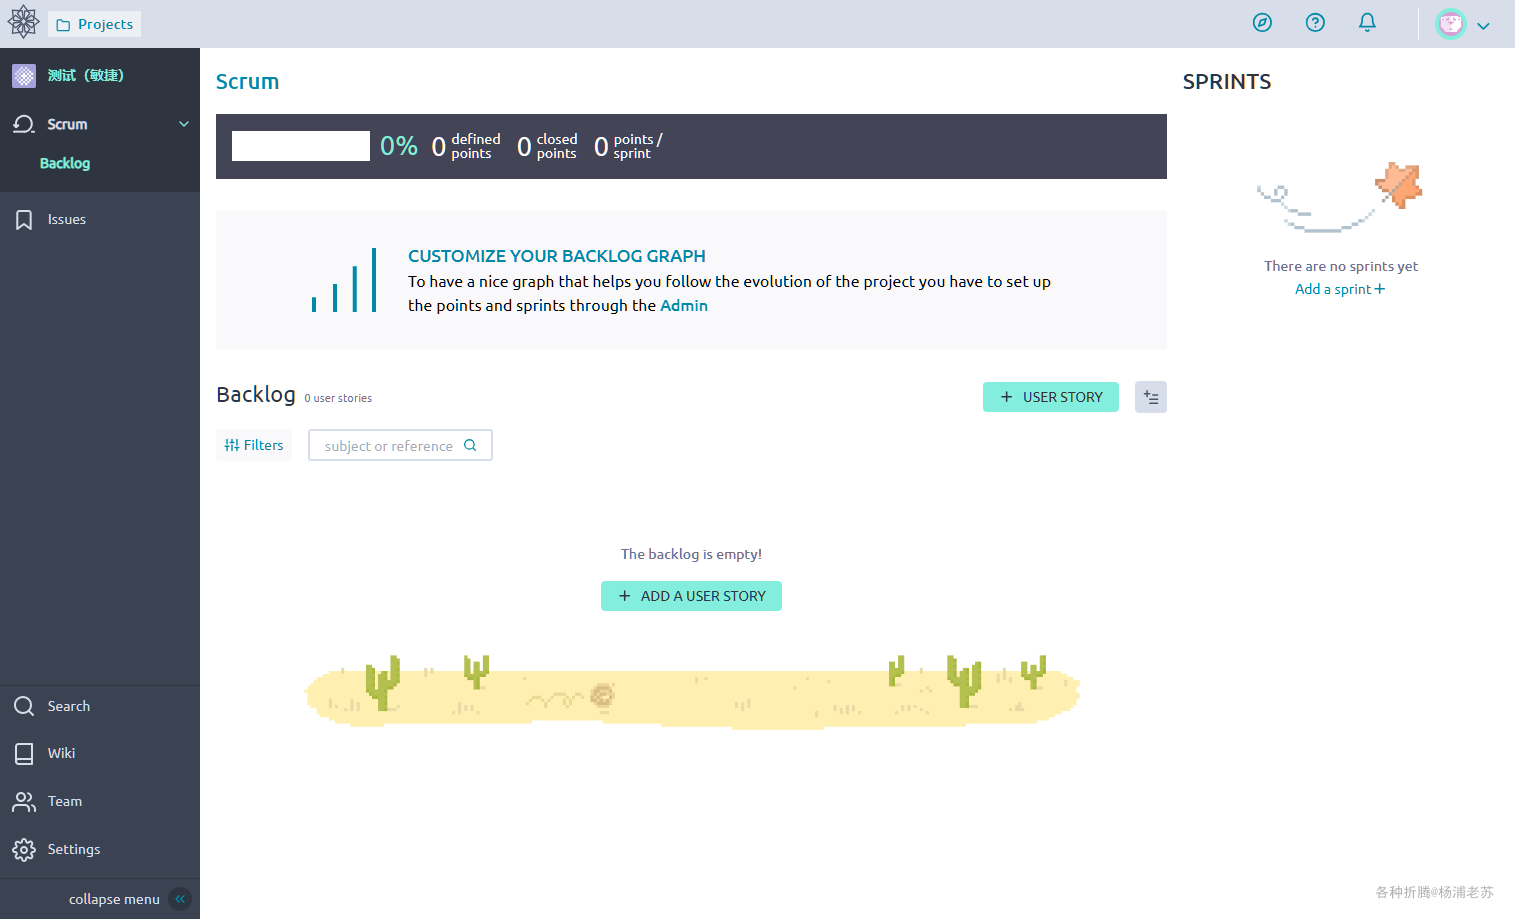 Projects
测试（敏捷）
Scrum
Backlog
Issues
Search
Wiki
Team
Settings
collapse menu
Scrum
0%
0 defined points
0 closed points
0 points / sprint
CUSTOMIZE YOUR BACKLOG GRAPH
To have a nice graph that helps you follow the evolution of the project you have to set up
the points and sprints through the Admin
Backlog 0 user stories
+ USER STORY
Filters
subject or reference
The backlog is empty!
+ ADD A USER STORY
SPRINTS
There are no sprints yet
Add a sprint+
各种折腾@杨浦老苏